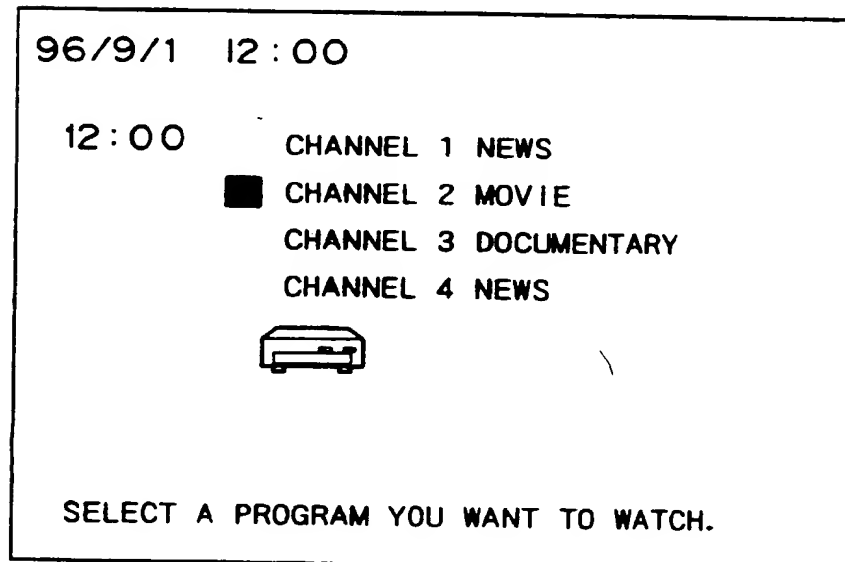 96/9/1 12:00
12:00 CHANNEL 1 NEWS
CHANNEL 2 MOVIE
CHANNEL 3 DOCUMENTARY
CHANNEL 4 NEWS
SELECT A PROGRAM YOU WANT TO WATCH.